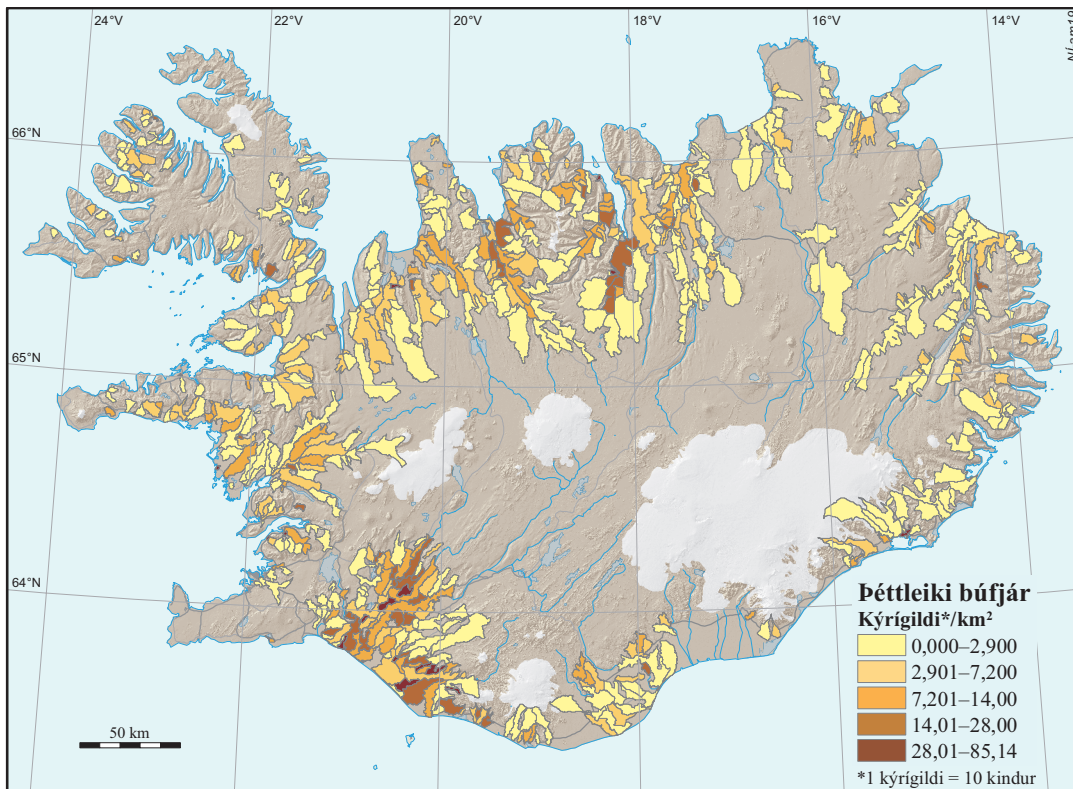 24°V
22°V
20°V
18°V
16°V
14°V
66°N
65°N
64°N
50 km
Þéttleiki búfjár
Kýrígildi*/km²
0,000–2,900
2,901–7,200
7,201–14,00
14,01–28,00
28,01–85,14
*1 kýrígildi = 10 kindur